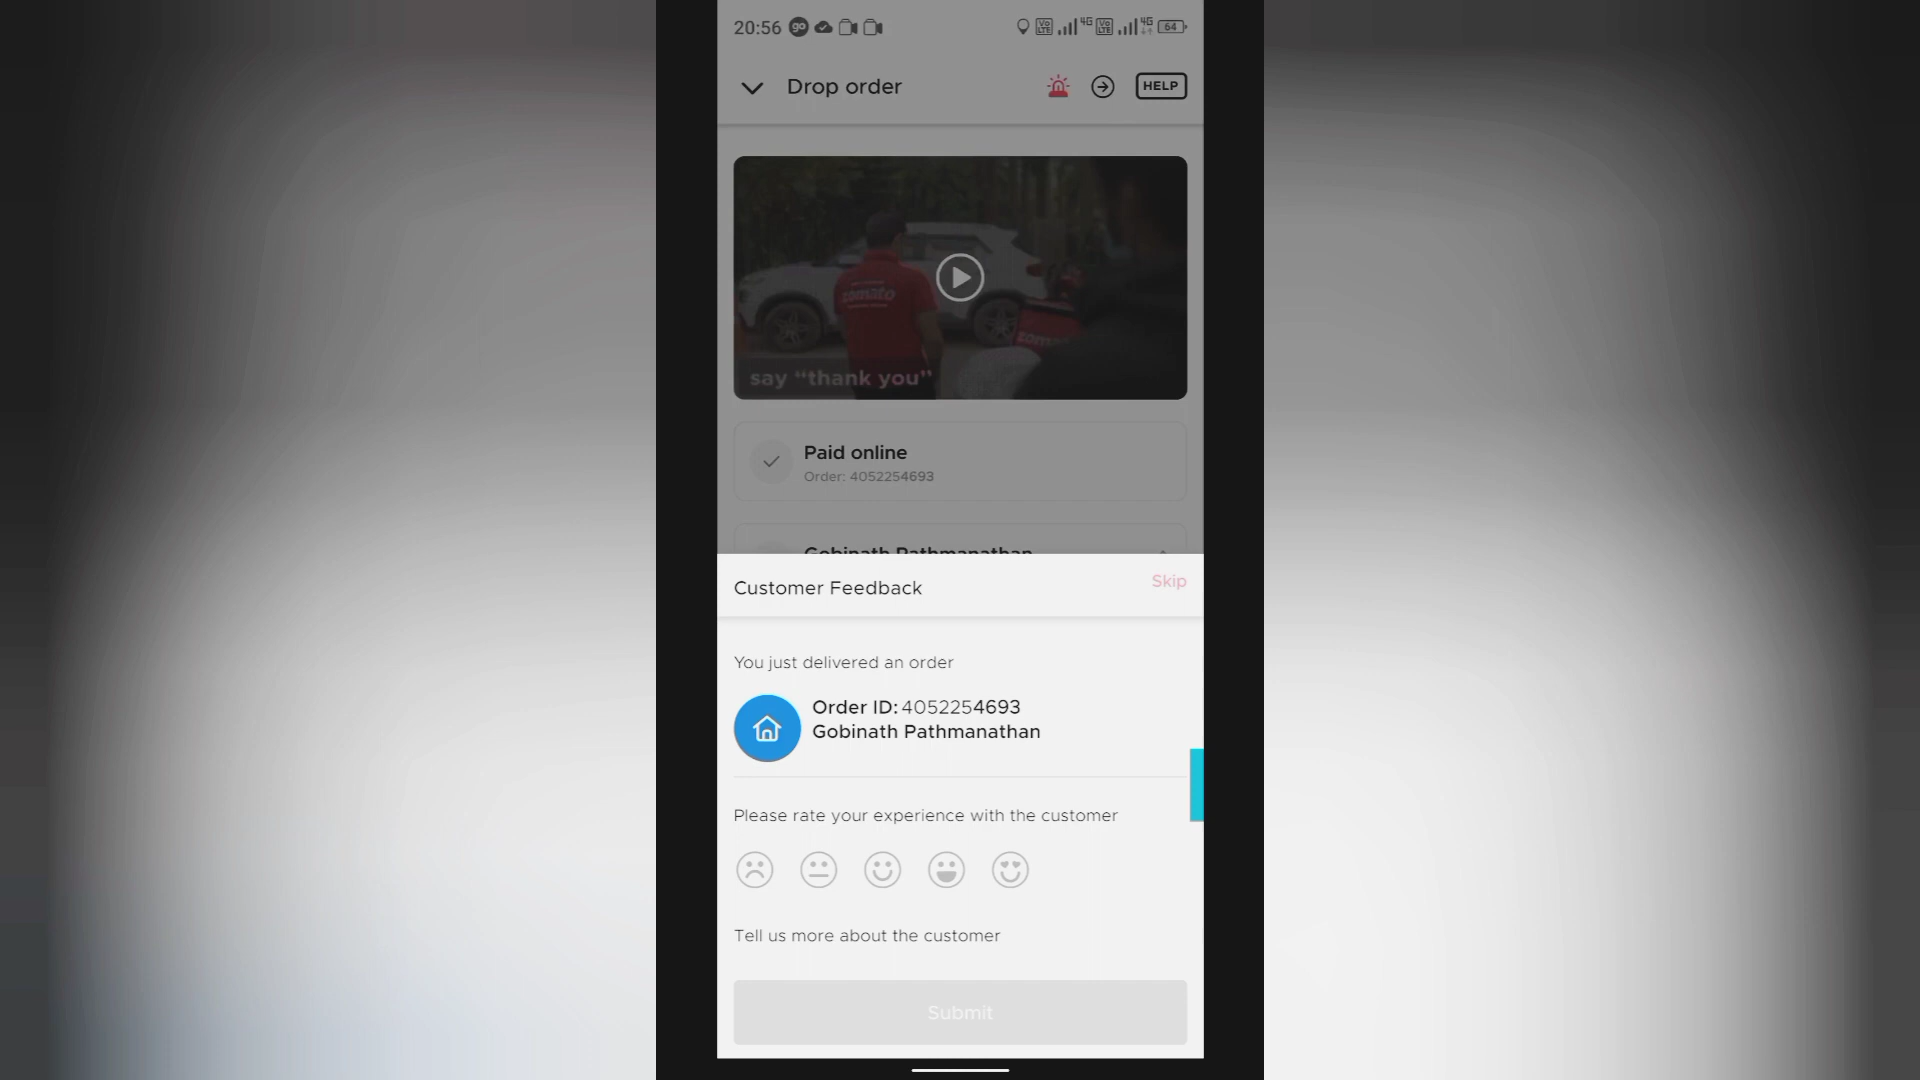 20:56
64
Drop order
HELP
zomato
say “thank you”
Paid online
Order: 4052254693
Gobinath Pathmanathan
Customer Feedback
Skip
You just delivered an order
Order ID: 4052254693
Gobinath Pathmanathan
Please rate your experience with the customer
Tell us more about the customer
Submit